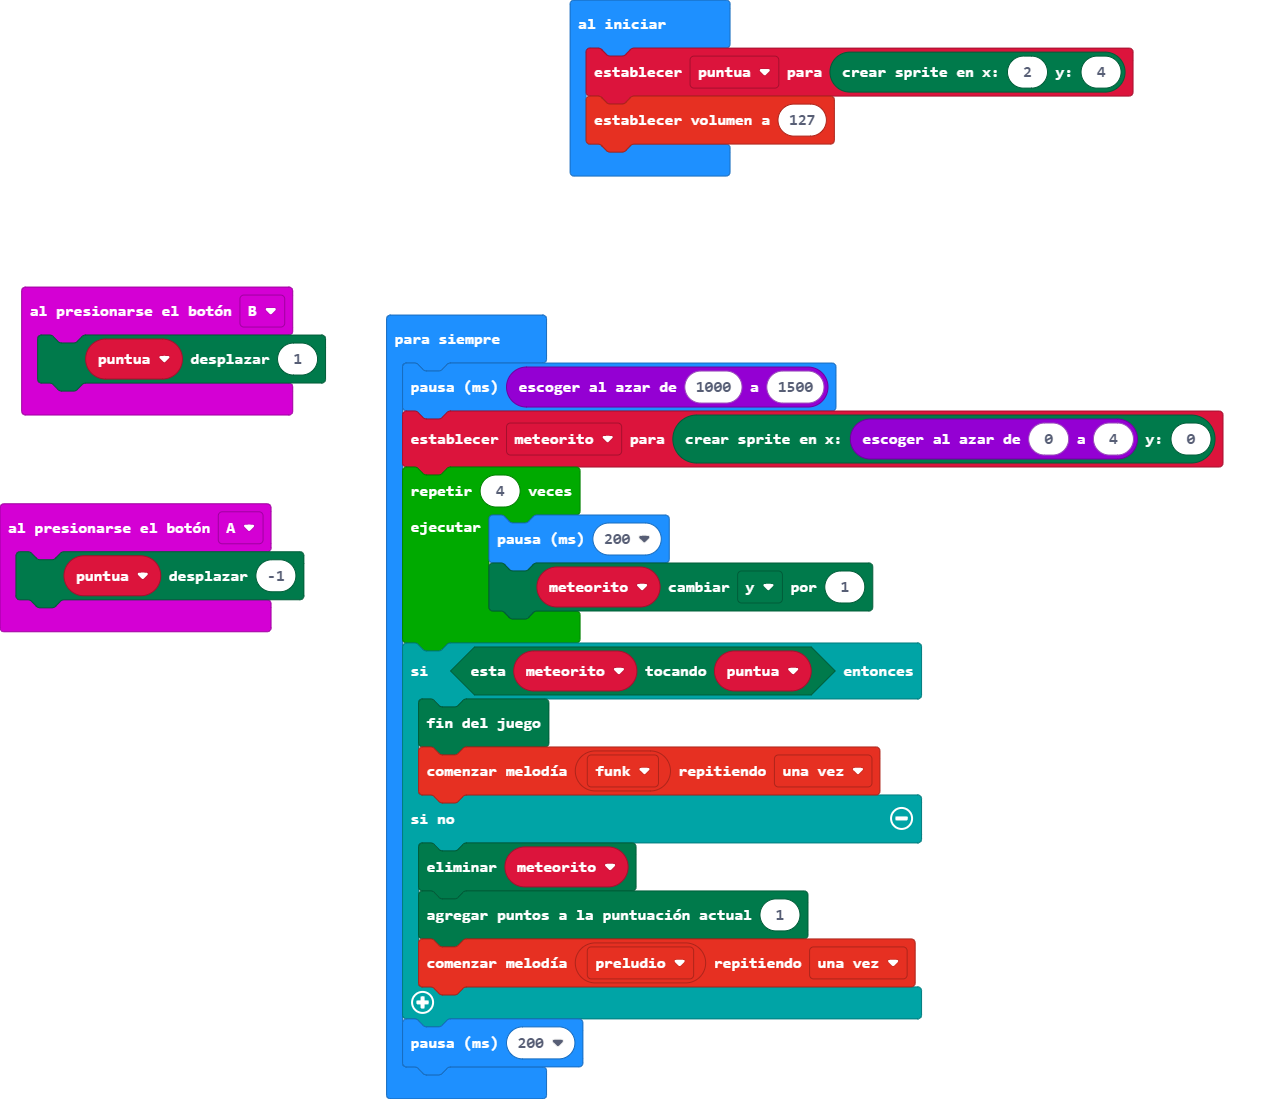 al iniciar
establecer puntua para crear sprite en x: 2 y: 4
establecer volumen a 127
al presionarse el botón B
puntua desplazar 1
al presionarse el botón A
puntua desplazar -1
para siempre
pausa (ms) escoger al azar de 1000 a 1500
establecer meteorito para crear sprite en x: escoger al azar de 0 a 4 y: 0
repetir 4 veces
ejecutar
pausa (ms) 200
meteorito cambiar y por 1
si esta meteorito tocando puntua entonces
fin del juego
comenzar melodía funk repitiendo una vez
si no
eliminar meteorito
agregar puntos a la puntuación actual 1
comenzar melodía preludio repitiendo una vez
pausa (ms) 200